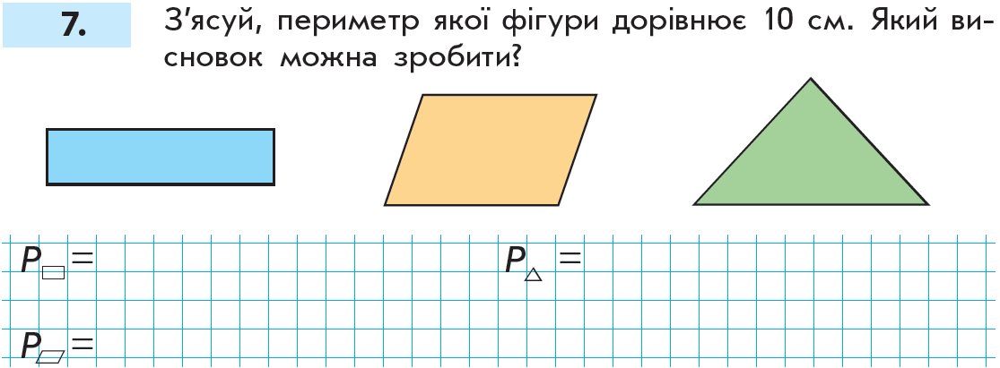 7. З’ясуй, периметр якої фігури дорівнює 10 см. Який ви-
сновок можна зробити?
P▭ = P△ =
P▱ =